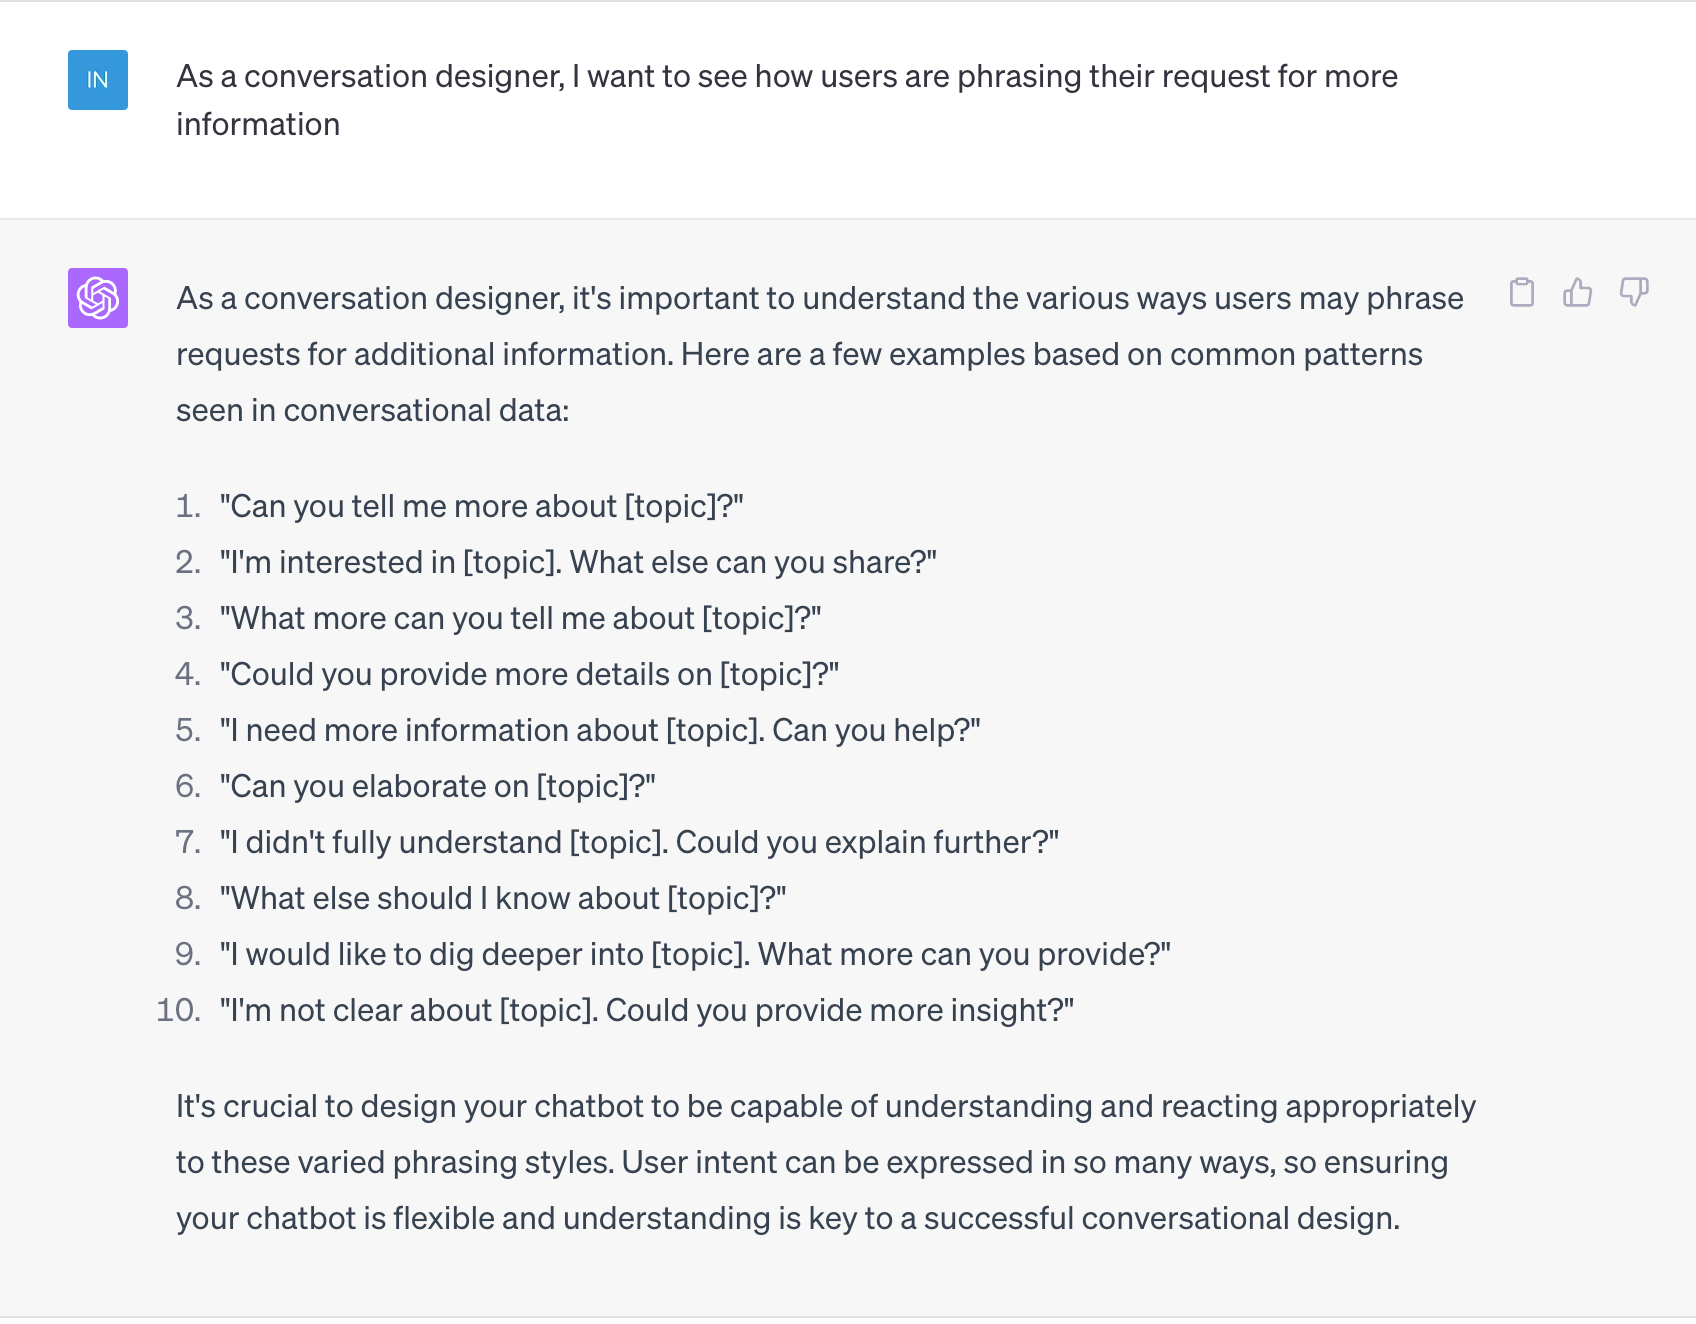 IN
As a conversation designer, I want to see how users are phrasing their request for more
information
As a conversation designer, it's important to understand the various ways users may phrase
requests for additional information. Here are a few examples based on common patterns
seen in conversational data:
1. "Can you tell me more about [topic]?"
2. "I'm interested in [topic]. What else can you share?"
3. "What more can you tell me about [topic]?"
4. "Could you provide more details on [topic]?"
5. "I need more information about [topic]. Can you help?"
6. "Can you elaborate on [topic]?"
7. "I didn't fully understand [topic]. Could you explain further?"
8. "What else should I know about [topic]?"
9. "I would like to dig deeper into [topic]. What more can you provide?"
10. "I'm not clear about [topic]. Could you provide more insight?"
It's crucial to design your chatbot to be capable of understanding and reacting appropriately
to these varied phrasing styles. User intent can be expressed in so many ways, so ensuring
your chatbot is flexible and understanding is key to a successful conversational design.